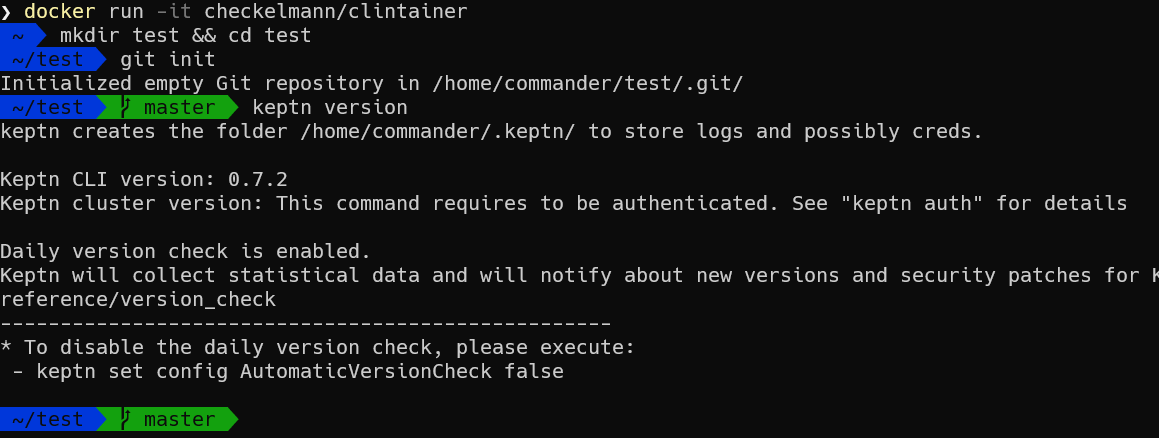 ❯ docker run -it checkelmann/clintainer
~ mkdir test && cd test
~/test git init
Initialized empty Git repository in /home/commander/test/.git/
~/test master keptn version
keptn creates the folder /home/commander/.keptn/ to store logs and possibly creds.
Keptn CLI version: 0.7.2
Keptn cluster version: This command requires to be authenticated. See "keptn auth" for details
Daily version check is enabled.
Keptn will collect statistical data and will notify about new versions and security patches for K
reference/version_check
---------------------------------------------------
* To disable the daily version check, please execute:
- keptn set config AutomaticVersionCheck false
~/test master